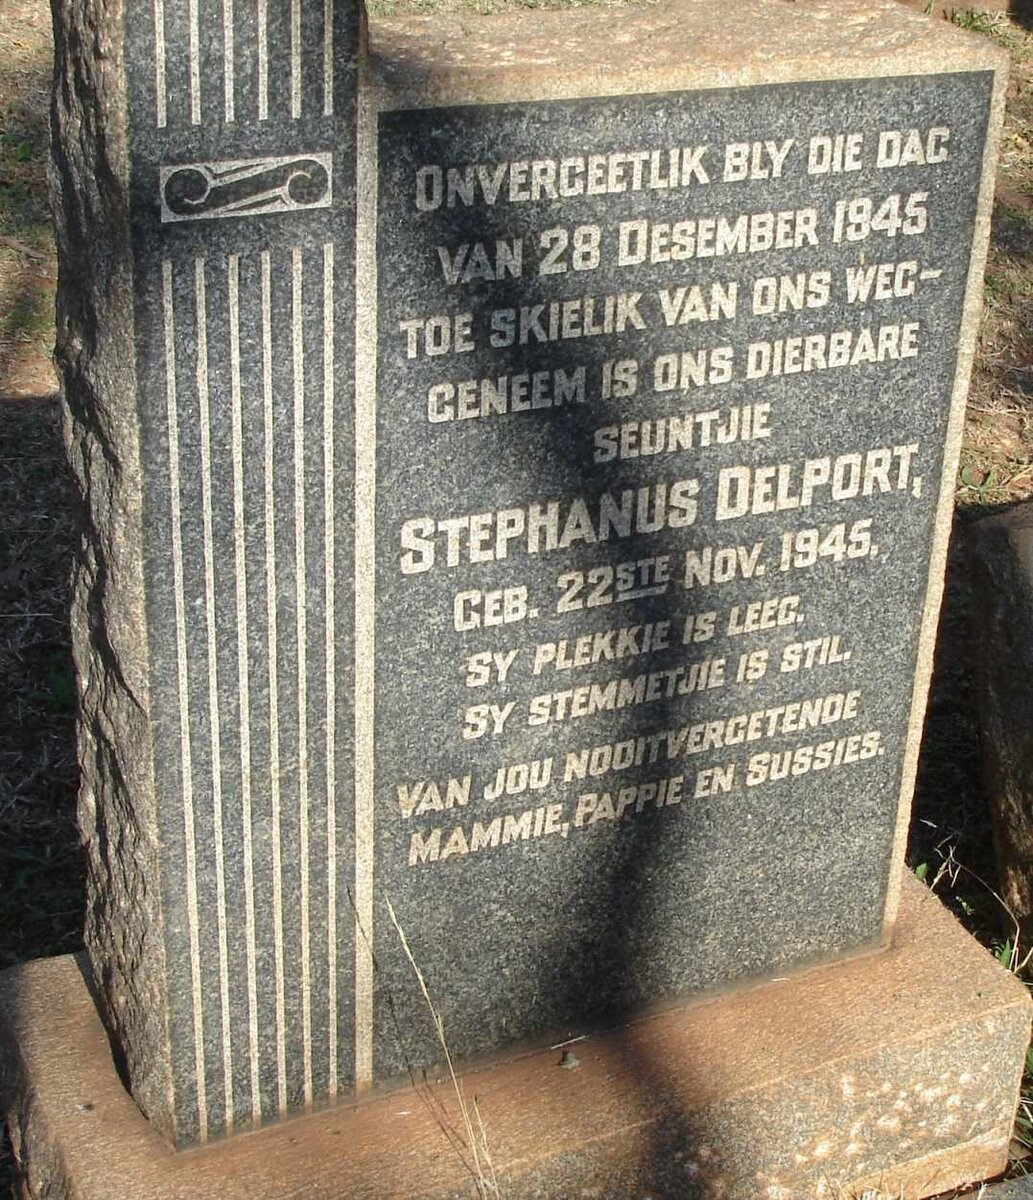 ONVERGEETLIK BLY DIE DAG
VAN 28 DESEMBER 1945
TOE SKIELIK VAN ONS WEG-
GENEEM IS ONS DIERBARE
SEUNTJIE
STEPHANUS DELPORT,
GEB. 22STE NOV. 1945.
SY PLEKKIE IS LEEG.
SY STEMMETJIE IS STIL.
VAN JOU NOOITVERGETENDE
MAMMIE, PAPPIE EN SUSSIES.